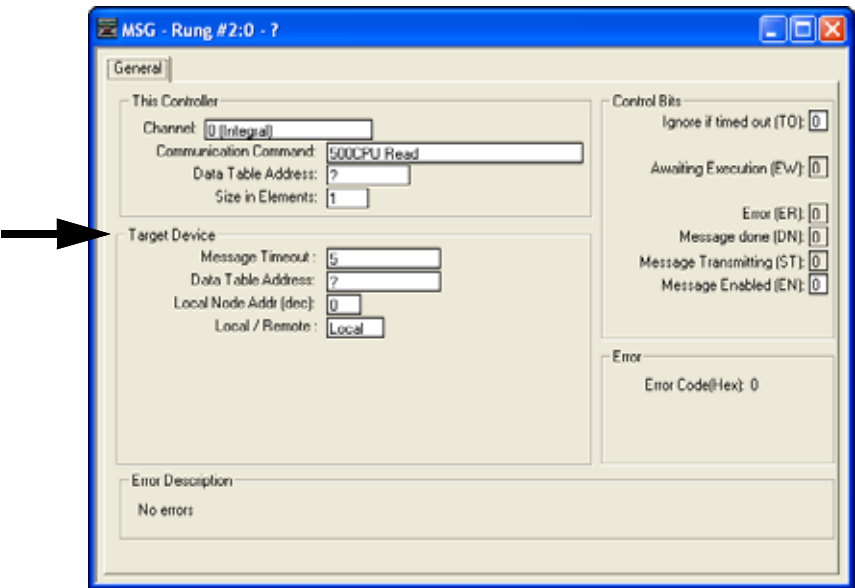 MSG - Rung #2:0 - ?
General
This Controller
Channel: 0 (Integral)
Communication Command: 500CPU Read
Data Table Address: ?
Size in Elements: 1
Target Device
Message Timeout : 5
Data Table Address: ?
Local Node Addr (dec): 0
Local / Remote : Local
Control Bits
Ignore if timed out (TO): 0
Awaiting Execution (EW): 0
Error (ER): 0
Message done (DN): 0
Message Transmitting (ST): 0
Message Enabled (EN): 0
Error
Error Code(Hex): 0
Error Description
No errors